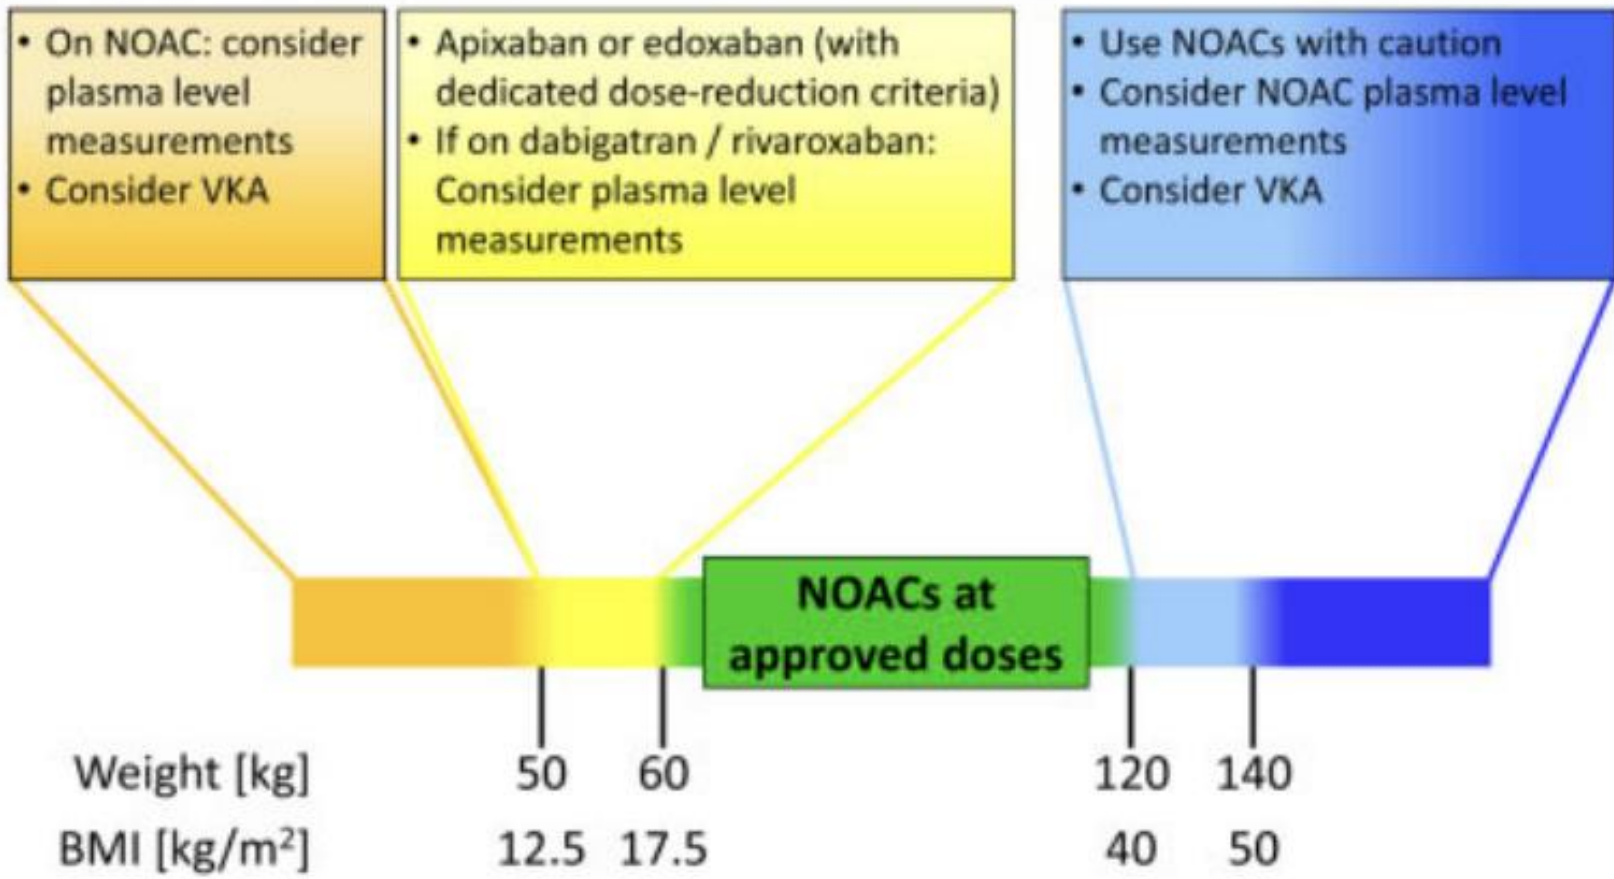 • On NOAC: consider
plasma level
measurements
• Consider VKA
• Apixaban or edoxaban (with
dedicated dose-reduction criteria)
• If on dabigatran / rivaroxaban:
Consider plasma level
measurements
• Use NOACs with caution
• Consider NOAC plasma level
measurements
• Consider VKA
NOACs at
approved doses
Weight [kg] 50 60 120 140
BMI [kg/m²] 12.5 17.5 40 50